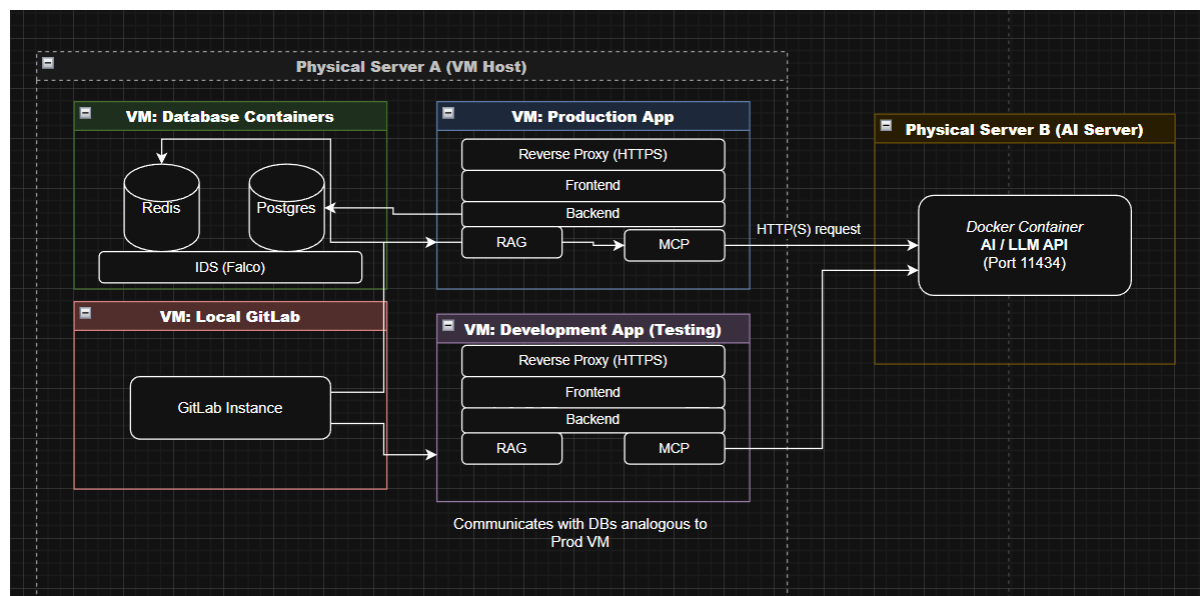 Physical Server A (VM Host)
VM: Database Containers
Redis
Postgres
IDS (Falco)
VM: Production App
Reverse Proxy (HTTPS)
Frontend
Backend
RAG
MCP
HTTP(S) request
Physical Server B (AI Server)
Docker Container
AI / LLM API
(Port 11434)
VM: Local GitLab
GitLab Instance
VM: Development App (Testing)
Reverse Proxy (HTTPS)
Frontend
Backend
RAG
MCP
Communicates with DBs analogous to
Prod VM